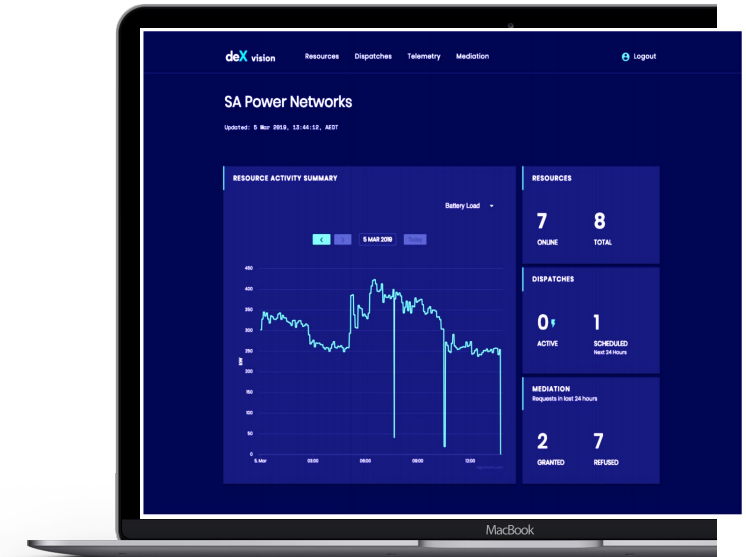 deX vision
Resources
Dispatches
Telemetry
Mediation
Logout
SA Power Networks
Updated: 5 Mar 2019, 13:44:12, AEDT
RESOURCE ACTIVITY SUMMARY
Battery Load
5 MAR 2019
Today
kW
450
400
350
300
250
200
150
100
50
0
5. Mar
03:00
06:00
09:00
12:00
RESOURCES
7
8
ONLINE
TOTAL
DISPATCHES
0
1
ACTIVE
SCHEDULED
Next 24 Hours
MEDIATION
Requests in last 24 hours
2
7
GRANTED
REFUSED
MacBook